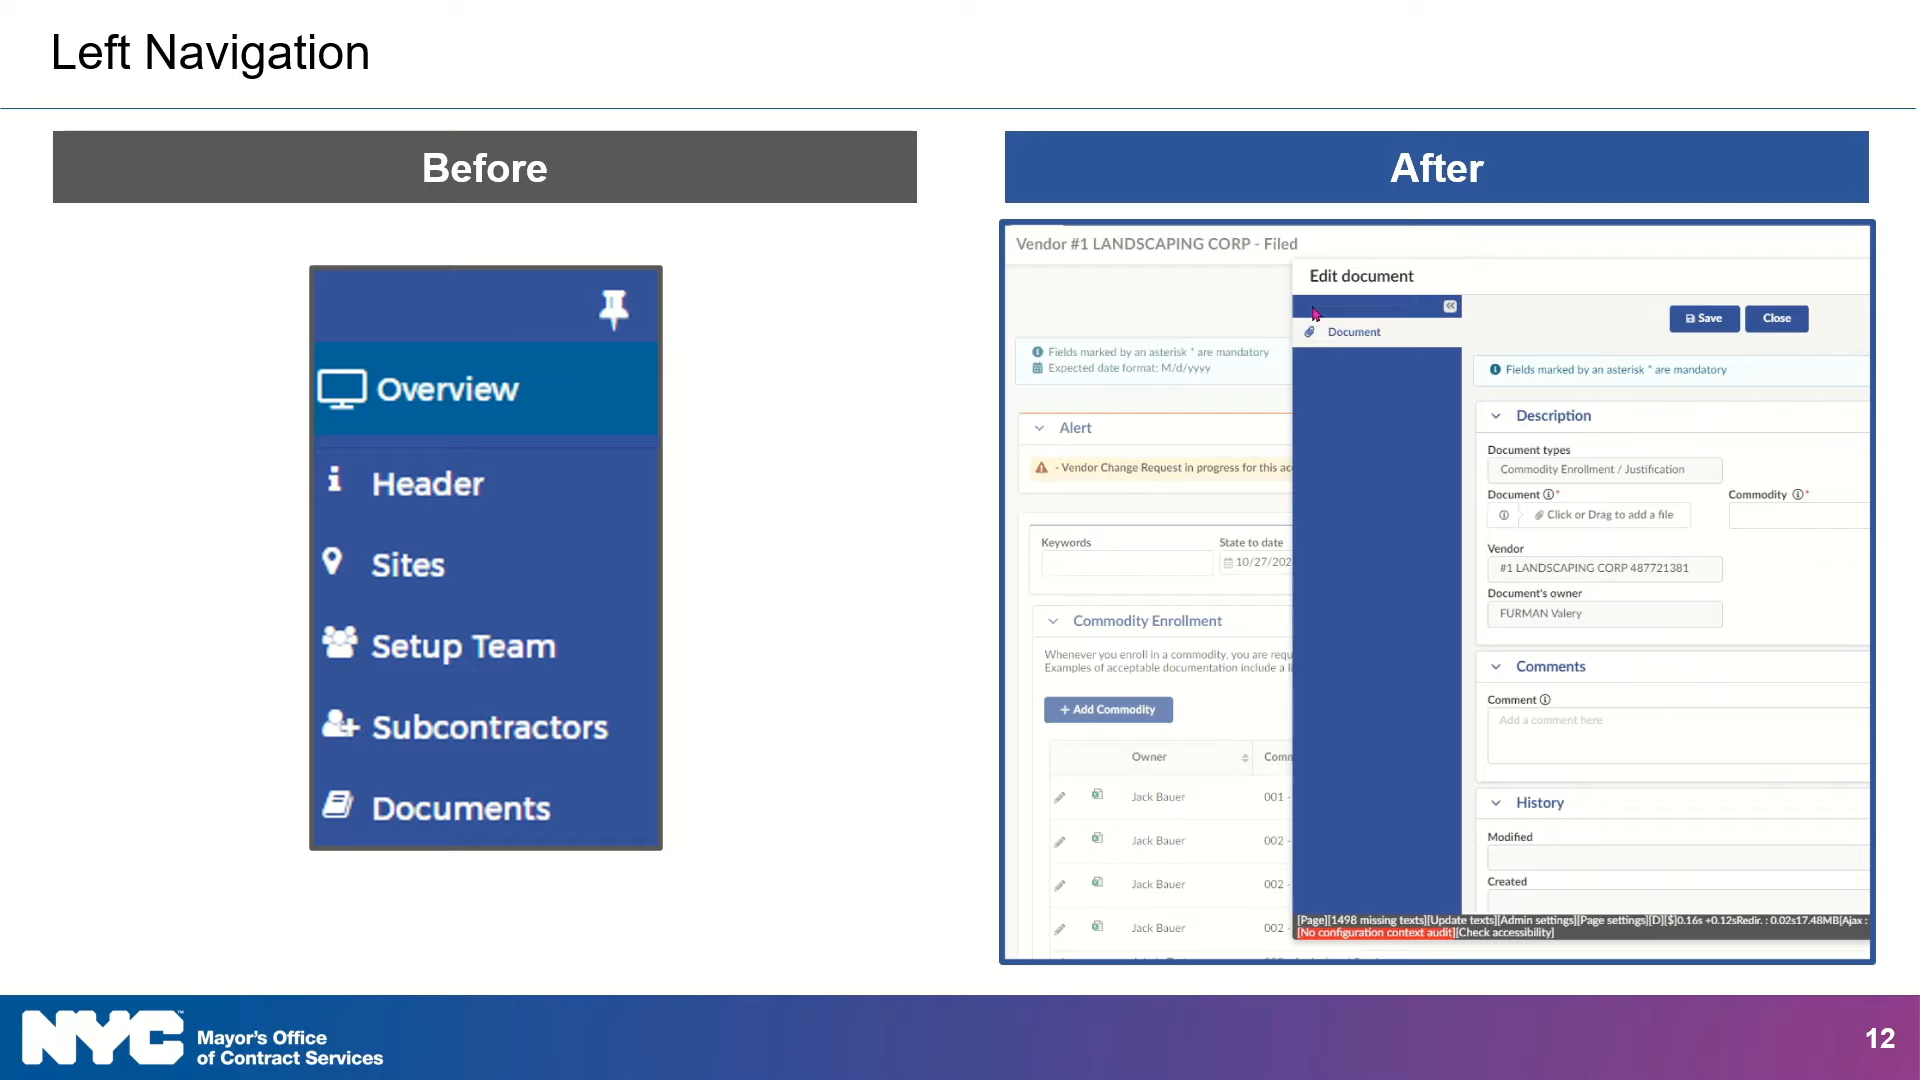 Left Navigation
Before
After
Overview
Header
Sites
Setup Team
Subcontractors
Documents
Vendor #1 LANDSCAPING CORP - Filed
Edit document
Document
Save
Close
Fields marked by an asterisk * are mandatory
Expected date format: M/d/yyyy
Fields marked by an asterisk * are mandatory
Alert
- Vendor Change Request in progress for this ac
Description
Document types
Commodity Enrollment / Justification
Document *
Commodity *
Click or Drag to add a file
Vendor
#1 LANDSCAPING CORP 487721381
Document's owner
FURMAN Valery
Keywords
State to date
10/27/202
Commodity Enrollment
Whenever you enroll in a commodity, you are requ
Examples of acceptable documentation include a li
+ Add Commodity
Comments
Comment
Add a comment here
Owner
Comm
Jack Bauer 001 -
Jack Bauer 002 -
Jack Bauer 002 -
Jack Bauer 002 -
History
Modified
Created
[Page][1498 missing texts][Update texts][Admin settings][Page settings][D][$]0.16s +0.12sRedir. : 0.02s17.48MB[Ajax :
[No configuration context audit][Check accessibility]
NYC™
Mayor's Office
of Contract Services
12